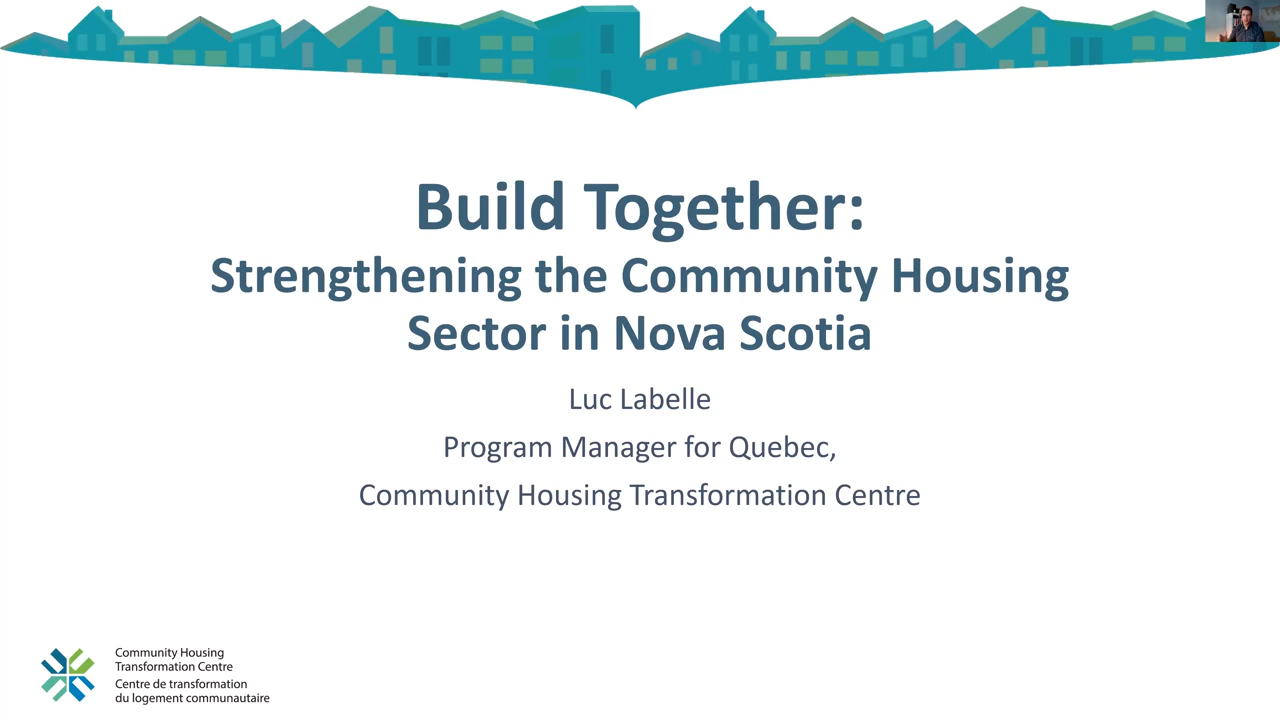 Build Together:
Strengthening the Community Housing
Sector in Nova Scotia
Luc Labelle
Program Manager for Quebec,
Community Housing Transformation Centre
Community Housing
Transformation Centre
Centre de transformation
du logement communautaire